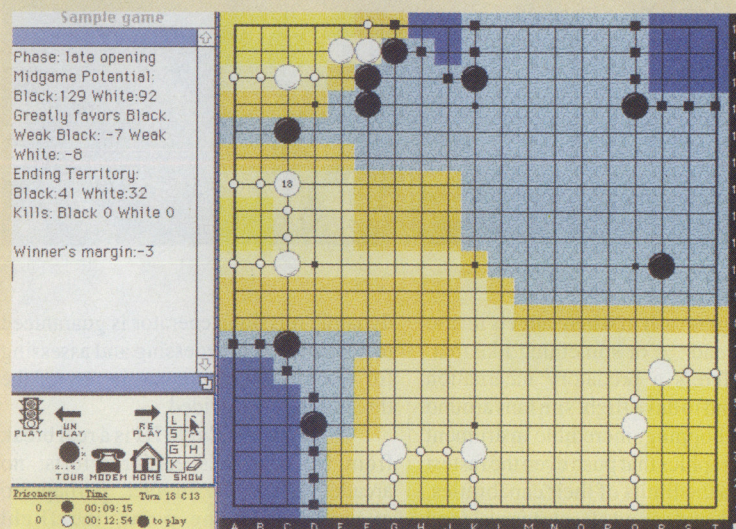 Sample game
Phase: late opening
Midgame Potential:
Black:129 White:92
Greatly favors Black.
Weak Black: -7 Weak
White: -8
Ending Territory:
Black:41 White:32
Kills: Black 0 White 0
Winner's margin:-3
18
PLAY
UN PLAY
RE PLAY
L
S
G H
K
TOUR MODEM HOME SHOW
Prisoners Time Turn 18 C13
0 00:09:15
0 00:12:54 to play
A B C D E F G H J K L M N O P Q R S T